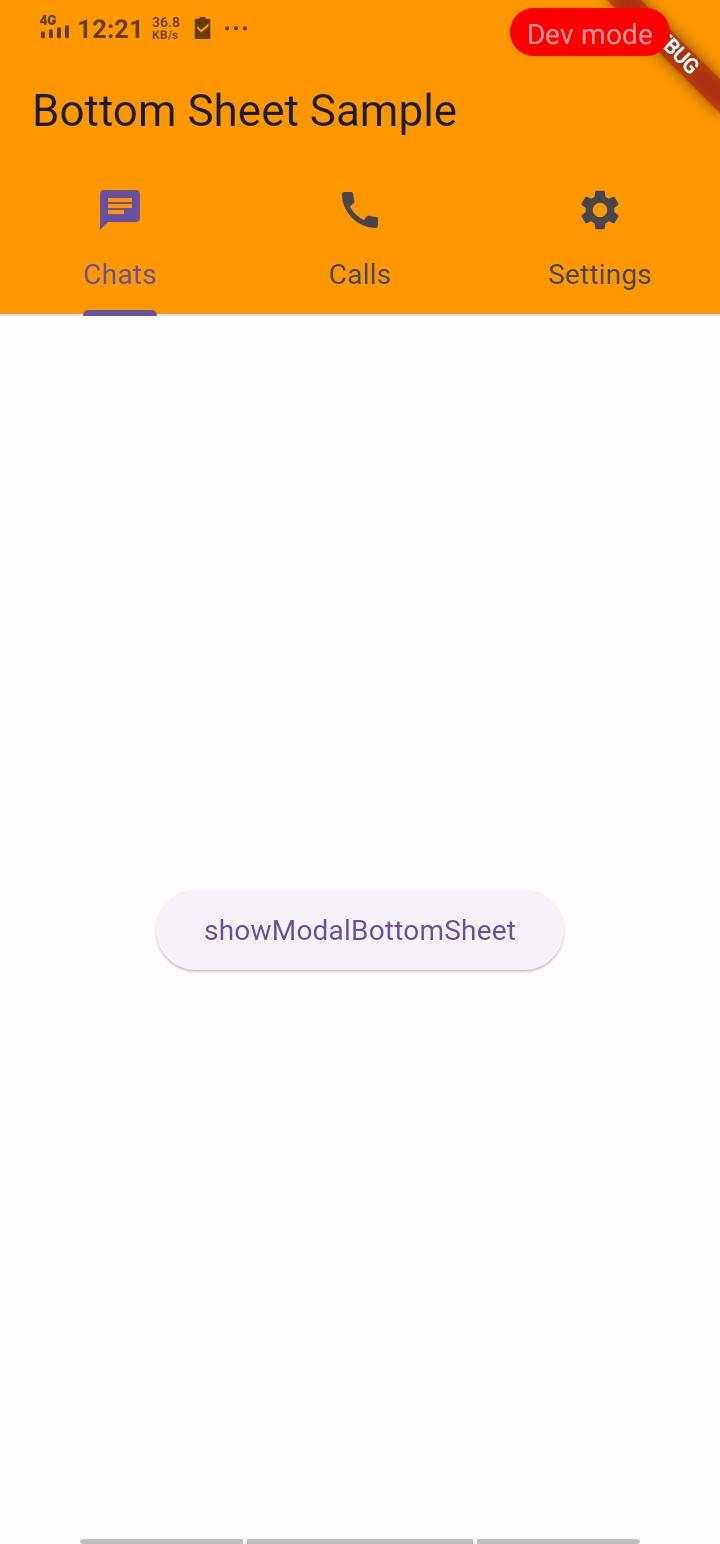 4G
12:21
36.8
KB/s
Dev mode
BUG
Bottom Sheet Sample
Chats
Calls
Settings
showModalBottomSheet